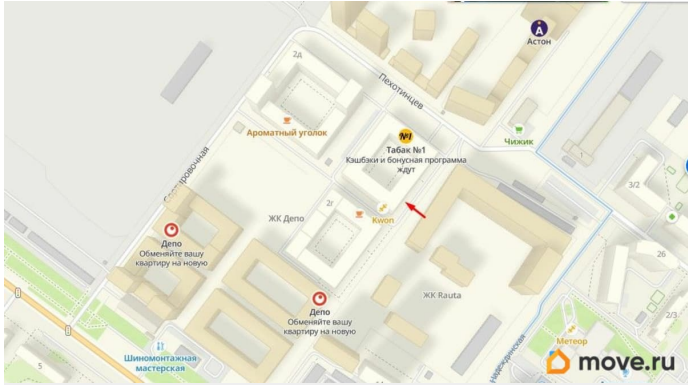 Астон
2д
Пехотинцев
Ароматный уголок
№1
Табак №1
Кэшбэки и бонусная программа
ждут
Чижик
3/2
2г
Kwon
ЖК Депо
Депо
Обменяйте вашу
квартиру на новую
2б
ЖК Rauta
Депо
Обменяйте вашу
квартиру на новую
2/3
Метеор
Шиномонтажная
мастерская
5
Надеждинская
move.ru